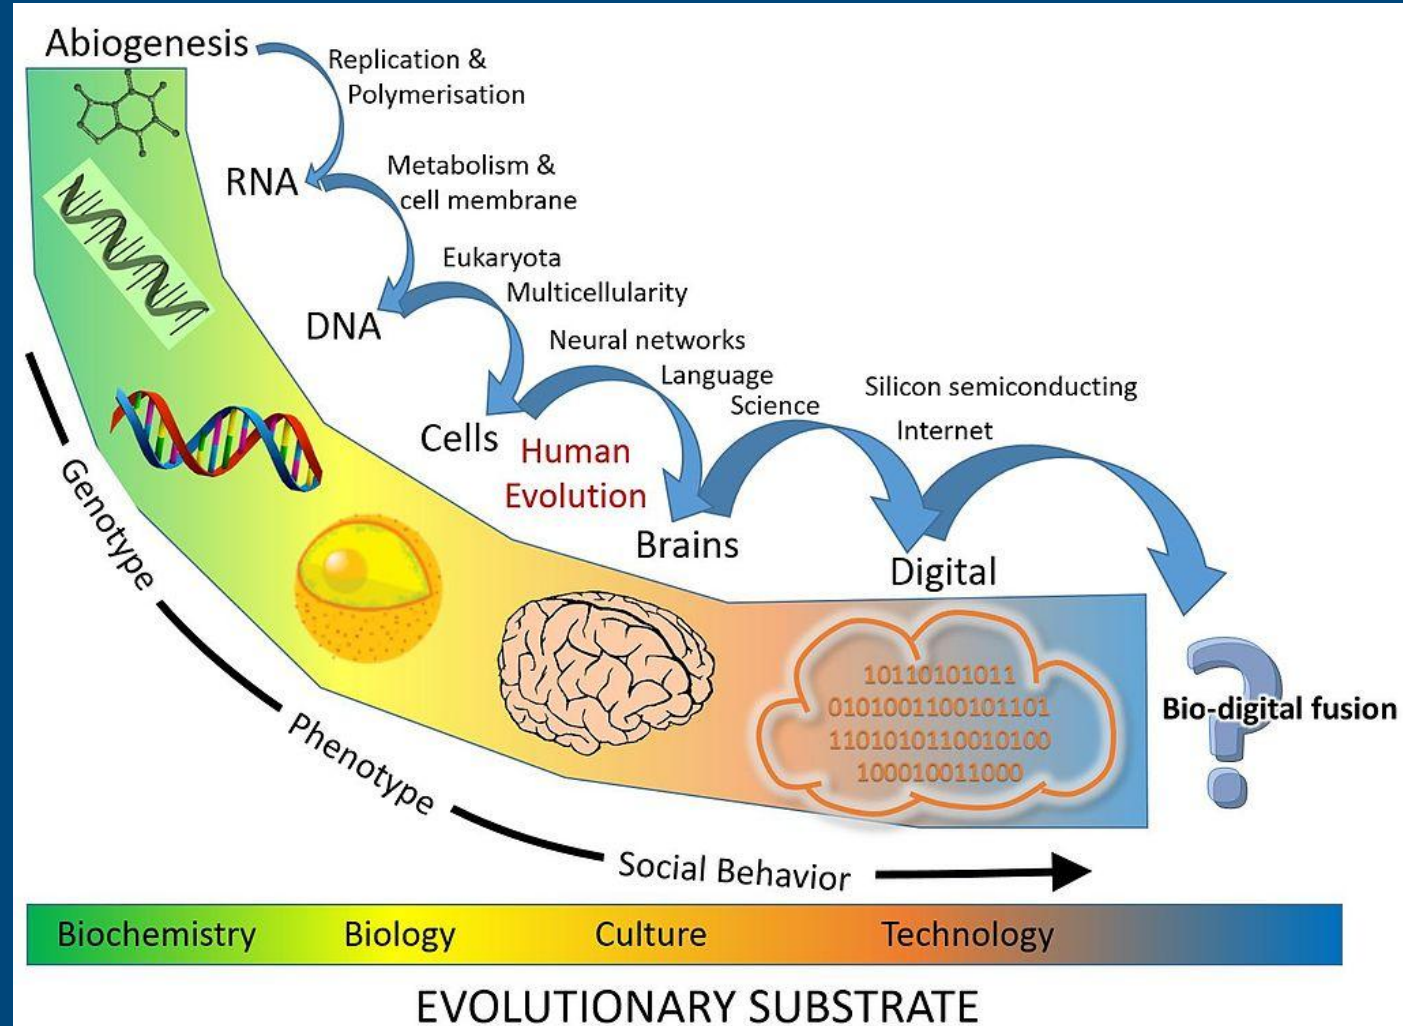 Abiogenesis
Replication &
Polymerisation
RNA
Metabolism &
cell membrane
DNA
Eukaryota
Multicellularity
Cells
Neural networks
Language
Science
Human
Evolution
Brains
Silicon semiconducting
Internet
Digital
10110101011
0101001100101101
1101010110010100
100010011000
?
Bio-digital fusion
Genotype
Phenotype
Social Behavior
Biochemistry
Biology
Culture
Technology
EVOLUTIONARY SUBSTRATE